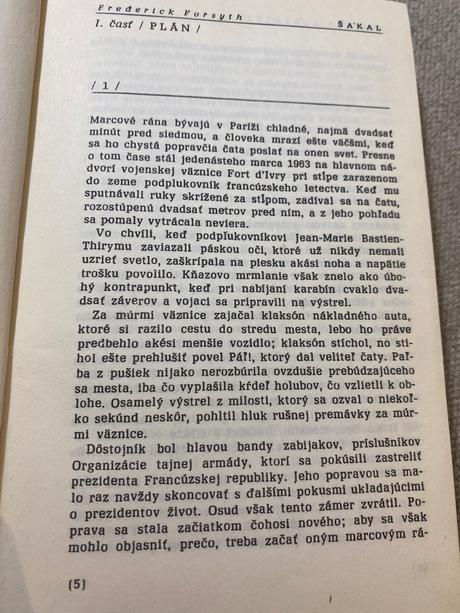 Frederick Forsyth
ŠAKAL
I. časť / PLÁN /
/ 1 /
Marcové rána bývajú v Paríži chladné, najmä dvadsať
minút pred siedmou, a človeka mrazí ešte väčšmi, keď
sa ho chystá popravčia čata poslať na onen svet. Presne
o tom čase stál jedenásteho marca 1963 na hlavnom ná-
dvorí vojenskej väznice Fort d'Ivry pri stĺpe zarazenom
do zeme podplukovník francúzskeho letectva. Keď mu
sputnávali ruky skrížené za stĺpom, zadíval sa na čatu,
rozostúpenú dvadsať metrov pred ním, a z jeho pohľadu
sa pomaly vytrácala neviera.
Vo chvíli, keď podplukovníkovi Jean-Marie Bastien-
Thirymu zaviazali páskou oči, ktoré už nikdy nemali
uzrieť svetlo, zaškrípala na piesku akási noha a napätie
trošku povolilo. Kňazovo mrmlanie však znelo ako úbo-
hý kontrapunkt, keď pri nabíjaní karabín cvaklo dva-
dsať záverov a vojaci sa pripravili na výstrel.
Za múrmi väznice zajačal klaksón nákladného auta,
ktoré si razilo cestu do stredu mesta, lebo ho práve
predbehlo akési menšie vozidlo; klaksón stíchol, no sti-
hol ešte prehlušiť povel Páľ!, ktorý dal veliteľ čaty. Paľ-
ba z pušiek nijako nerozbúrila ovzdušie prebúdzajúceho
sa mesta, iba čo vyplašila kŕdeľ holubov, čo vzlietli k ob-
lohe. Osamelý výstrel z milosti, ktorý sa ozval o niekoľ-
ko sekúnd neskôr, pohltil hluk rušnej premávky za múr-
mi väznice.
Dôstojník bol hlavou bandy zabijakov, príslušníkov
Organizácie tajnej armády, ktorí sa pokúsili zastreliť
prezidenta Francúzskej republiky. Jeho popravou sa ma-
lo raz navždy skoncovať s ďalšími pokusmi ukladajúcimi
o prezidentov život. Osud však tento zámer zvrátil. Po-
prava sa stala začiatkom čohosi nového; aby sa však
mohlo objasniť, prečo, treba začať oným marcovým rá-
(5)